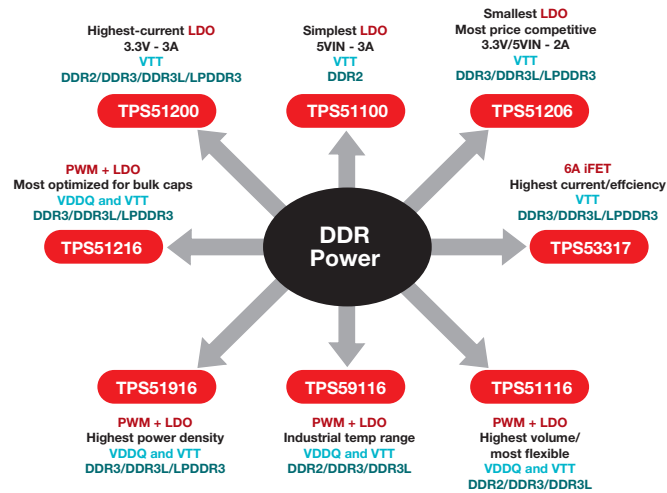 Highest-current LDO
3.3V - 3A
VTT
DDR2/DDR3/DDR3L/LPDDR3
TPS51200
Simplest LDO
5VIN - 3A
VTT
DDR2
TPS51100
Smallest LDO
Most price competitive
3.3V/5VIN - 2A
VTT
DDR3/DDR3L/LPDDR3
TPS51206
PWM + LDO
Most optimized for bulk caps
VDDQ and VTT
DDR3/DDR3L/LPDDR3
TPS51216
DDR
Power
6A iFET
Highest current/effciency
VTT
DDR3/DDR3L/LPDDR3
TPS53317
TPS51916
PWM + LDO
Highest power density
VDDQ and VTT
DDR3/DDR3L/LPDDR3
TPS59116
PWM + LDO
Industrial temp range
VDDQ and VTT
DDR2/DDR3/DDR3L
TPS51116
PWM + LDO
Highest volume/
most flexible
VDDQ and VTT
DDR2/DDR3/DDR3L